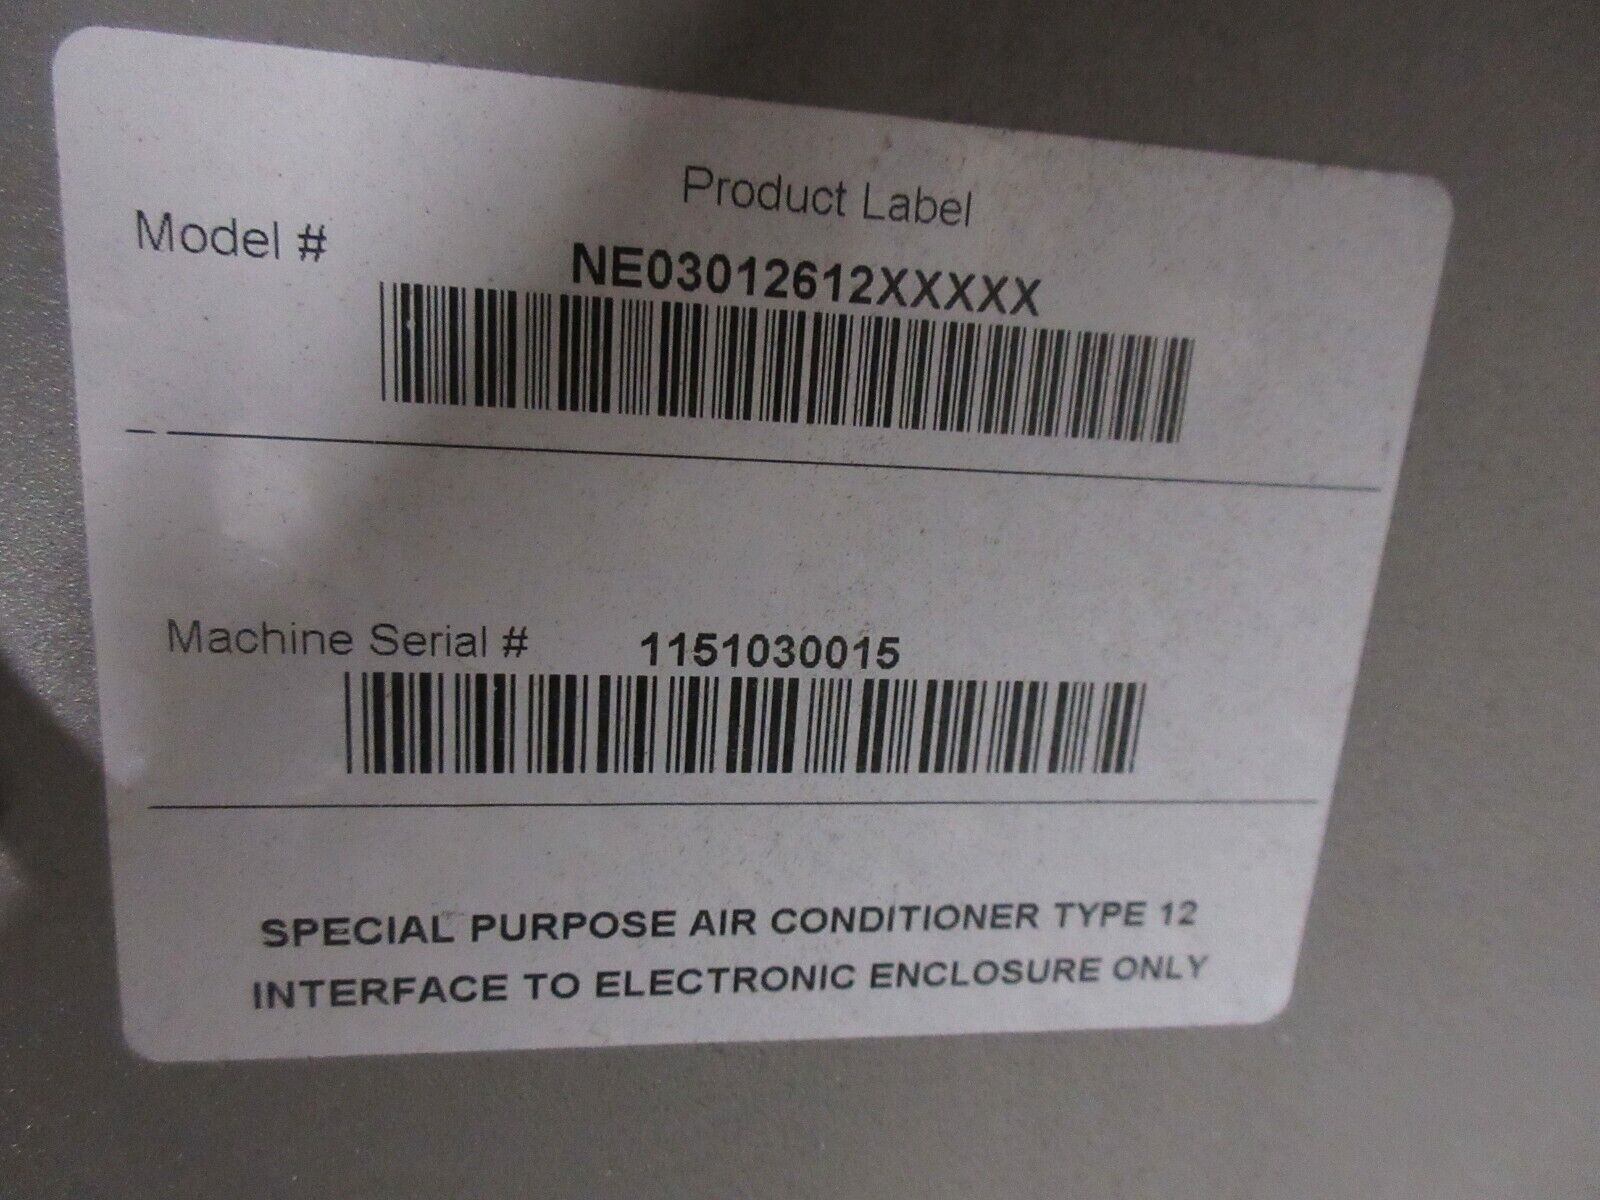 Product Label
Model #
NE03012612XXXXX
Machine Serial # 1151030015
SPECIAL PURPOSE AIR CONDITIONER TYPE 12
INTERFACE TO ELECTRONIC ENCLOSURE ONLY